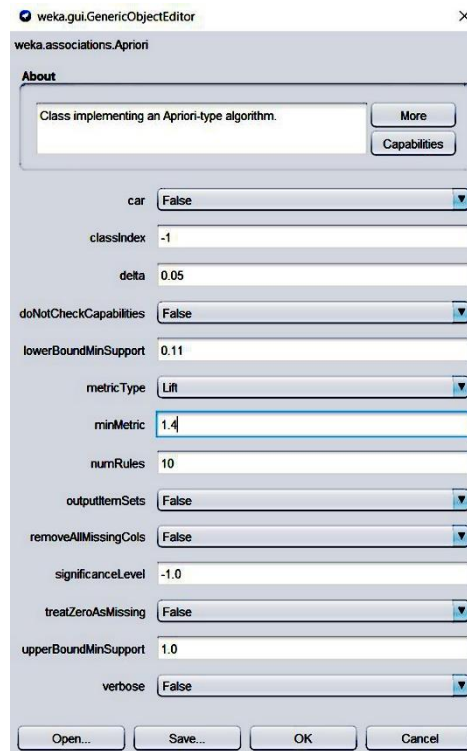 weka.gui.GenericObjectEditor
weka.associations.Apriori
About
Class implementing an Apriori-type algorithm.
More
Capabilities
car False
classIndex -1
delta 0.05
doNotCheckCapabilities False
lowerBoundMinSupport 0.11
metricType Lift
minMetric 1.4
numRules 10
outputItemSets False
removeAllMissingCols False
significanceLevel -1.0
treatZeroAsMissing False
upperBoundMinSupport 1.0
verbose False
Open... Save... OK Cancel